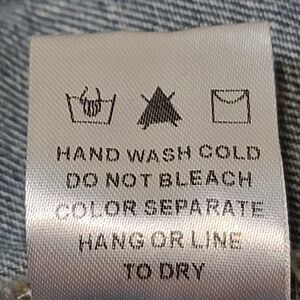 HAND WASH COLD
DO NOT BLEACH
COLOR SEPARATE
HANG OR LINE
TO DRY